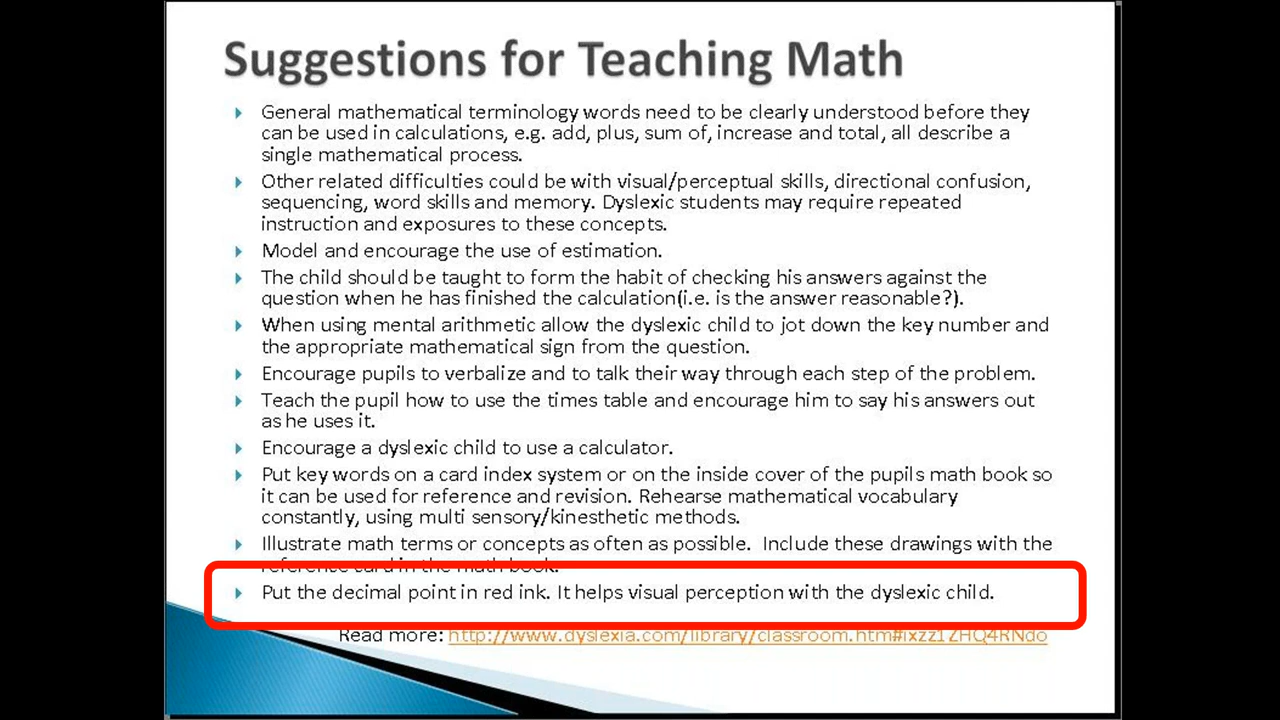 Suggestions for Teaching Math
General mathematical terminology words need to be clearly understood before they
can be used in calculations, e.g. add, plus, sum of, increase and total, all describe a
single mathematical process.
Other related difficulties could be with visual/perceptual skills, directional confusion,
sequencing, word skills and memory. Dyslexic students may require repeated
instruction and exposures to these concepts.
Model and encourage the use of estimation.
The child should be taught to form the habit of checking his answers against the
question when he has finished the calculation(i.e. is the answer reasonable?).
When using mental arithmetic allow the dyslexic child to jot down the key number and
the appropriate mathematical sign from the question.
Encourage pupils to verbalize and to talk their way through each step of the problem.
Teach the pupil how to use the times table and encourage him to say his answers out
as he uses it.
Encourage a dyslexic child to use a calculator.
Put key words on a card index system or on the inside cover of the pupils math book so
it can be used for reference and revision. Rehearse mathematical vocabulary
constantly, using multi sensory/kinesthetic methods.
Illustrate math terms or concepts as often as possible. Include these drawings with the
reference card in the math book.
Put the decimal point in red ink. It helps visual perception with the dyslexic child.
Read more: http://www.dyslexia.com/library/classroom.htm#ixzz1ZHQ4RNdo